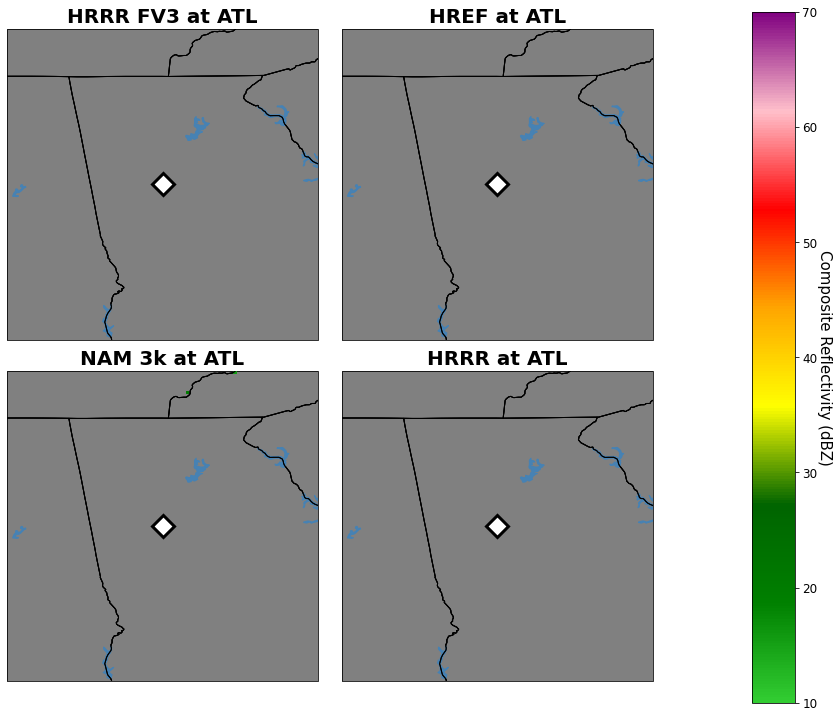 HRRR FV3 at ATL
HREF at ATL
NAM 3k at ATL
HRRR at ATL
70
60
50
40
30
20
10
Composite Reflectivity (dBZ)